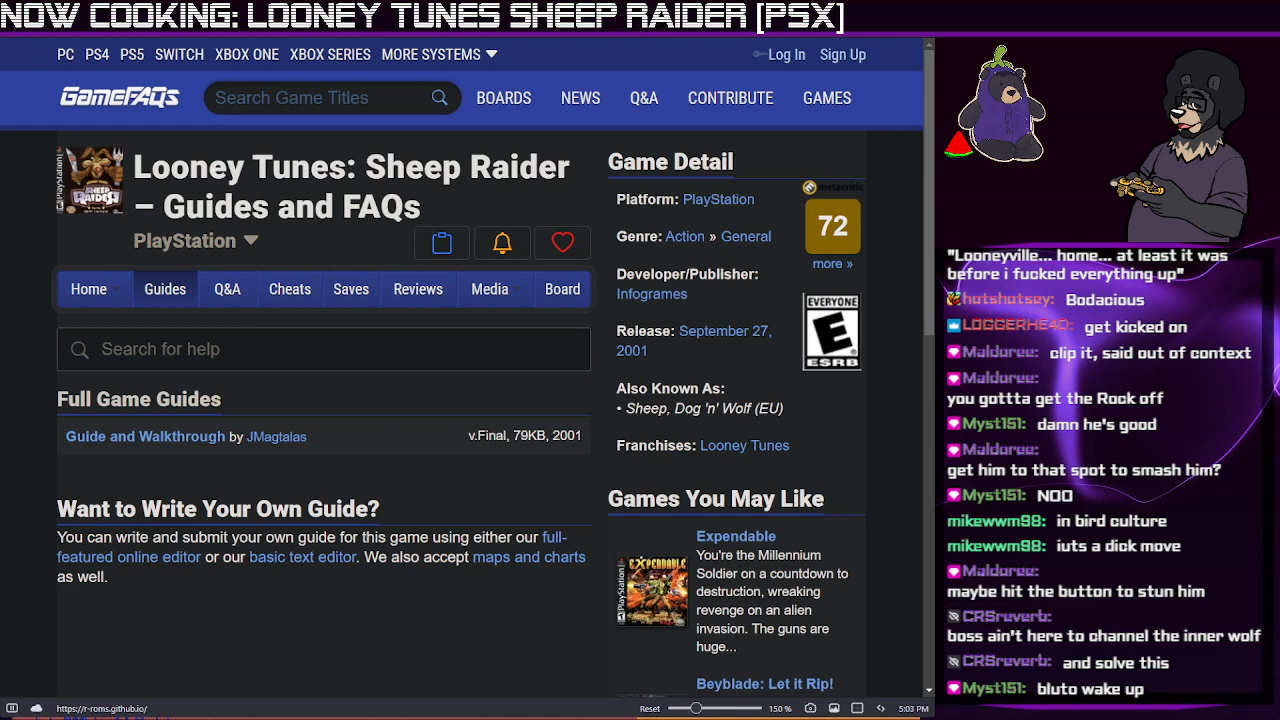 NOW COOKING: LOONEY TUNES SHEEP RAIDER [PSX]
PC PS4 PS5 SWITCH XBOX ONE XBOX SERIES MORE SYSTEMS Log In Sign Up
GameFAQs Search Game Titles BOARDS NEWS Q&A CONTRIBUTE GAMES
Looney Tunes: Sheep Raider
– Guides and FAQs
PlayStation
Home Guides Q&A Cheats Saves Reviews Media Board
Search for help
Full Game Guides
Guide and Walkthrough by JMagtalas v.Final, 79KB, 2001
Want to Write Your Own Guide?
You can write and submit your own guide for this game using either our full-
featured online editor or our basic text editor. We also accept maps and charts
as well.
Game Detail
metacritic
Platform: PlayStation
72
Genre: Action » General
more »
Developer/Publisher:
Infogrames
EVERYONE
E
ESRB
Release: September 27,
2001
Also Known As:
• Sheep, Dog 'n' Wolf (EU)
Franchises: Looney Tunes
Games You May Like
Expendable
You're the Millennium
Soldier on a countdown to
destruction, wreaking
revenge on an alien
invasion. The guns are
huge...
Beyblade: Let it Rip!
"Looneyville... home... at least it was
before i fucked everything up"
hotshotsey: Bodacious
LOGGERHE4D: get kicked on
Maldoree: clip it, said out of context
Maldoree:
you gottta get the Rock off
Myst151: damn he's good
Maldoree:
get him to that spot to smash him?
Myst151: NOO
mikewwm98: in bird culture
mikewwm98: iuts a dick move
Maldoree:
maybe hit the button to stun him
CRSreverb:
boss ain't here to channel the inner wolf
CRSreverb: and solve this
Myst151: bluto wake up
https://r-roms.github.io/ Reset 150 % 5:03 PM